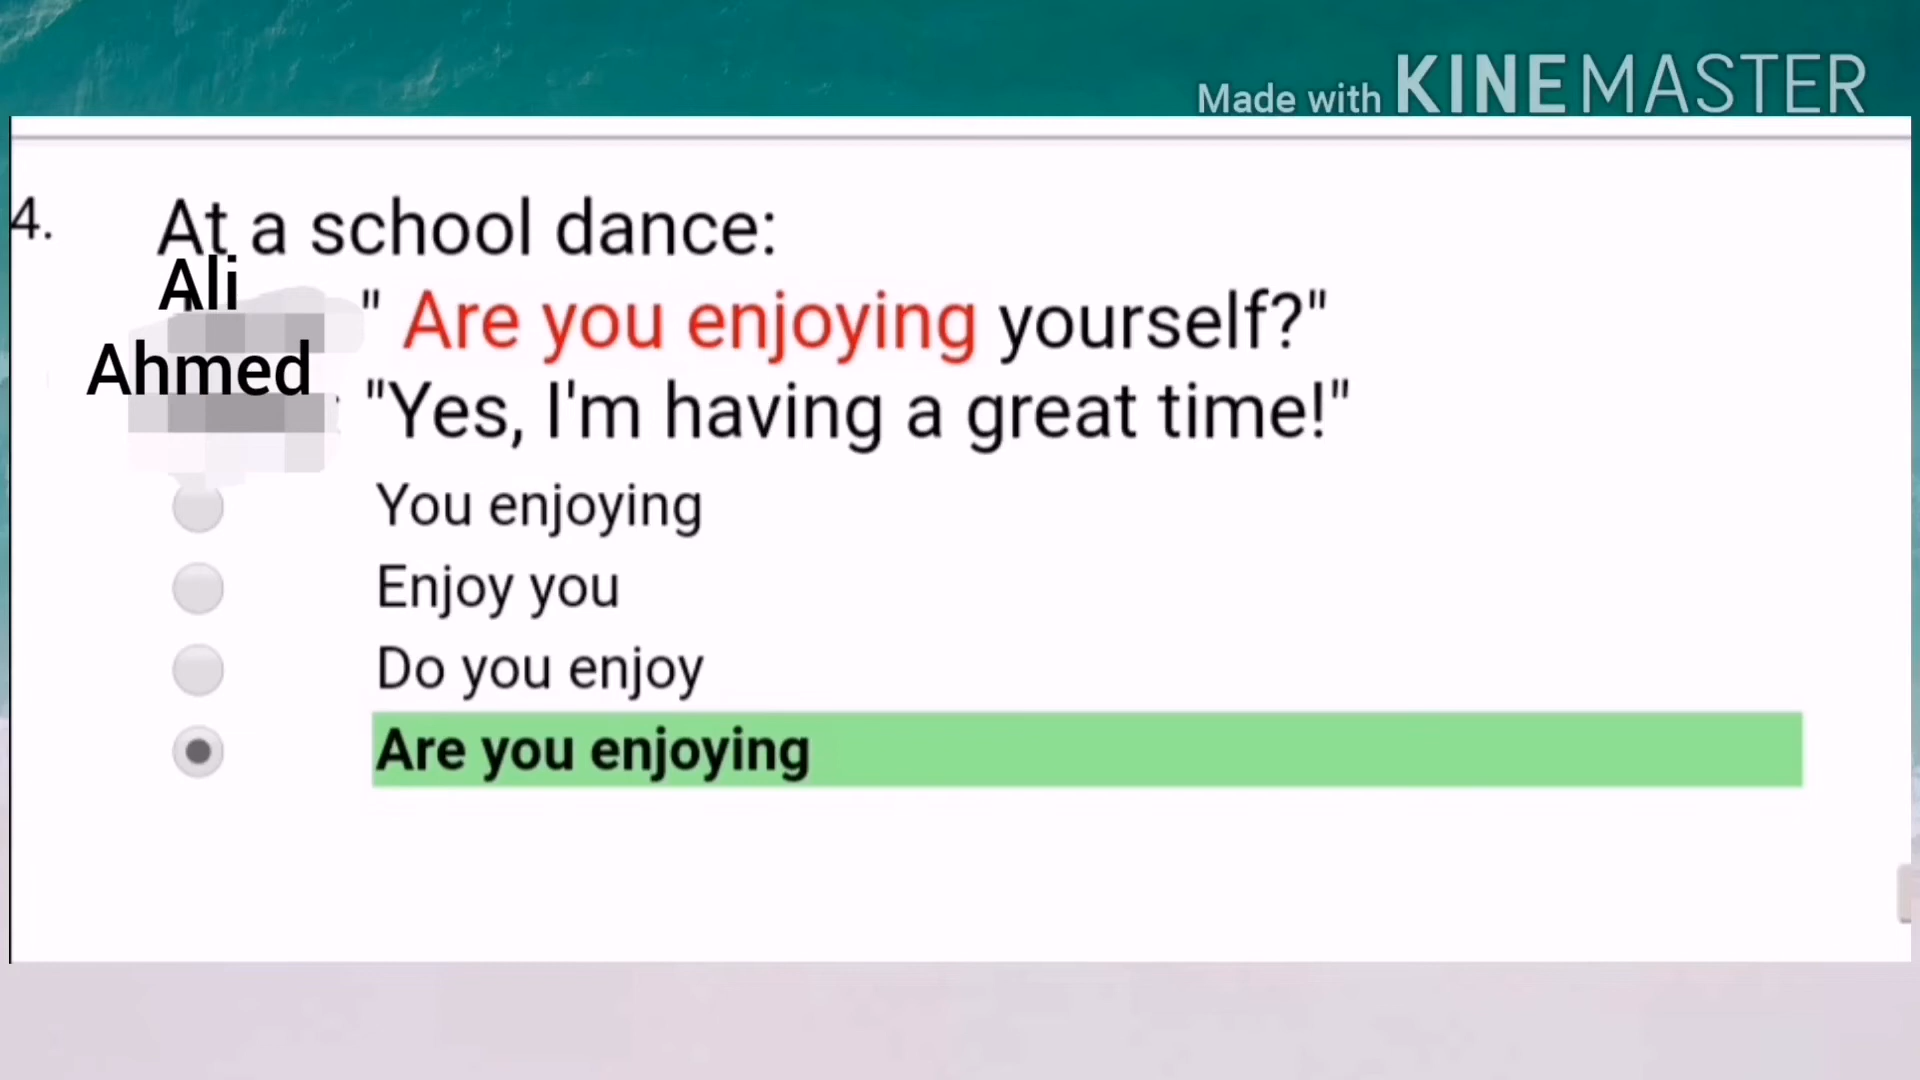 Made with KINEMASTER
4. At a school dance:
Ali " Are you enjoying yourself?"
Ahmed "Yes, I'm having a great time!"
You enjoying
Enjoy you
Do you enjoy
Are you enjoying